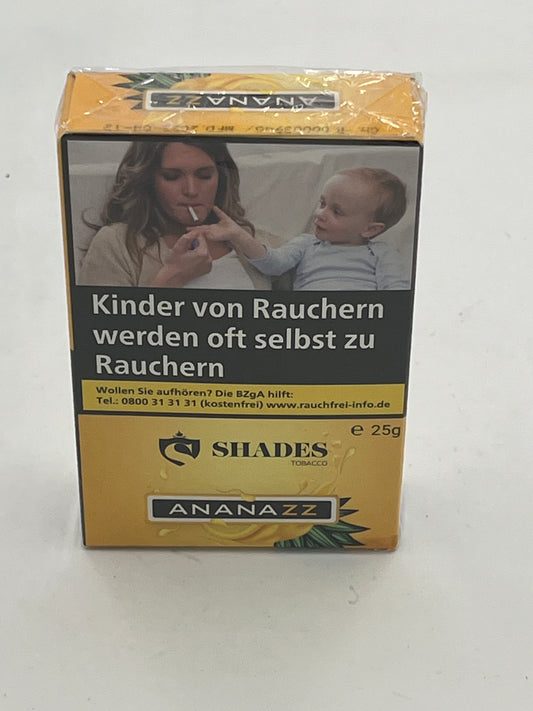 ANANAZZ
Kinder von Rauchern
werden oft selbst zu
Rauchern
Wollen Sie aufhören? Die BZgA hilft:
Tel.: 0800 31 31 31 (kostenfrei) www.rauchfrei-info.de
e 25g
SHADES
TOBACCO
ANANAZZ